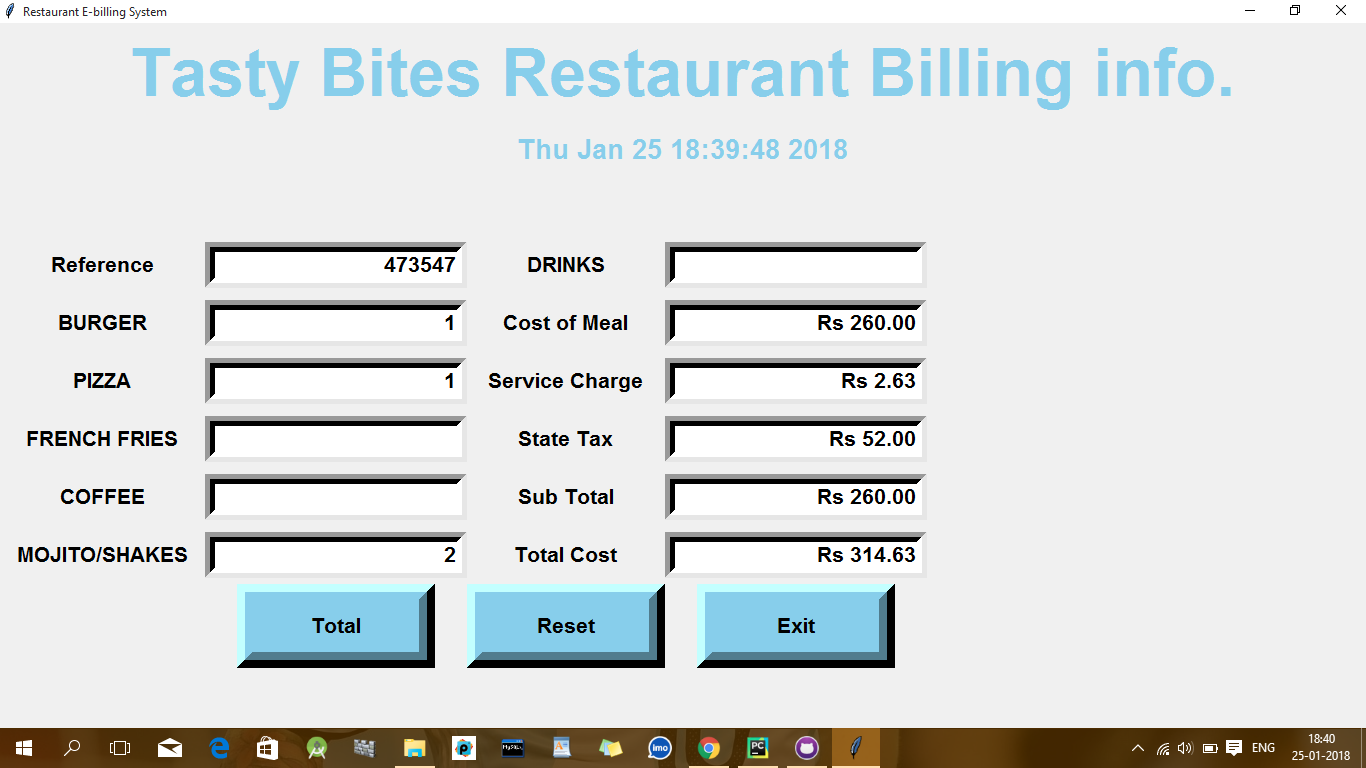 Restaurant E-billing System
Tasty Bites Restaurant Billing info.
Thu Jan 25 18:39:48 2018
Reference 473547 DRINKS
BURGER 1 Cost of Meal Rs 260.00
PIZZA 1 Service Charge Rs 2.63
FRENCH FRIES State Tax Rs 52.00
COFFEE Sub Total Rs 260.00
MOJITO/SHAKES 2 Total Cost Rs 314.63
Total Reset Exit
MySQL imo PC ENG 18:40
25-01-2018